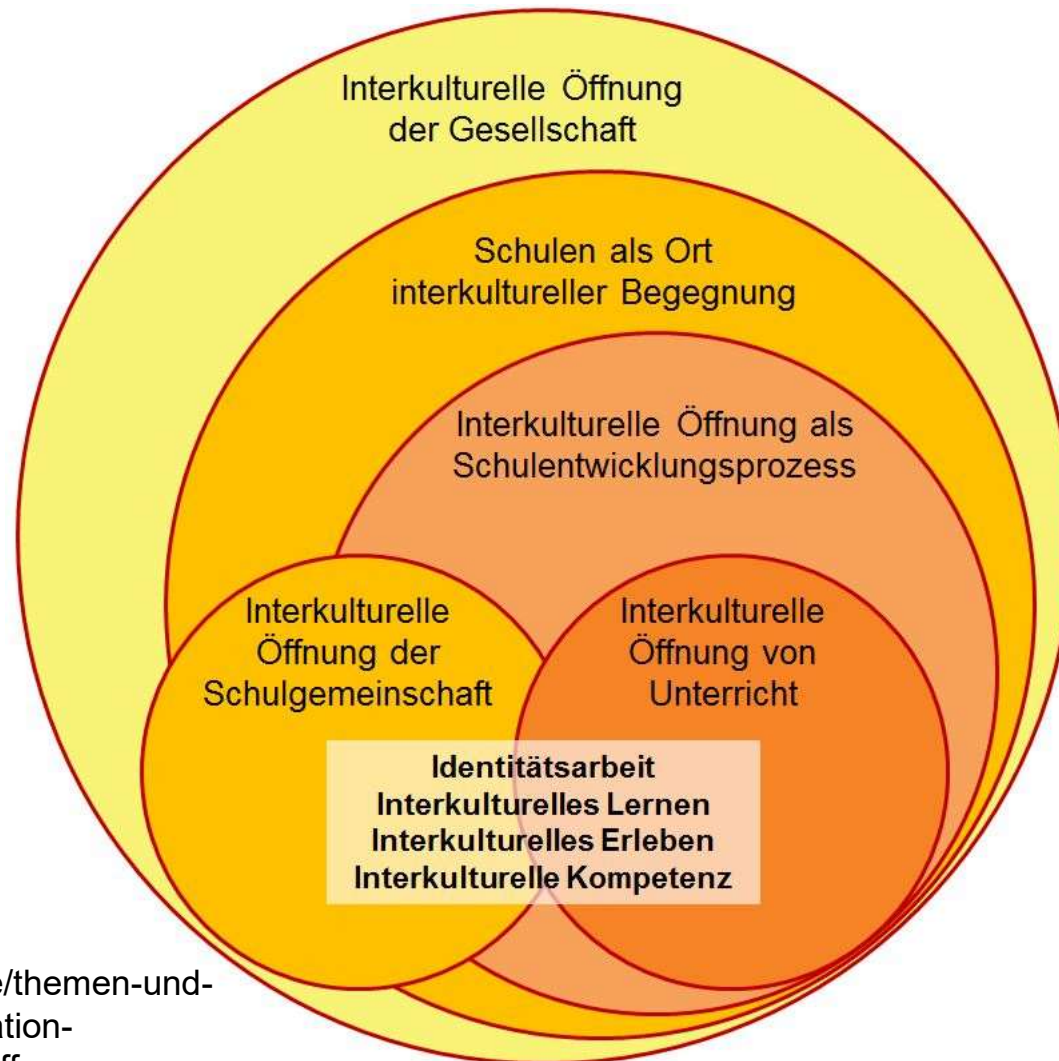 Interkulturelle Öffnung
der Gesellschaft
Schulen als Ort
interkultureller Begegnung
Interkulturelle Öffnung als
Schulentwicklungsprozess
Interkulturelle
Öffnung der
Schulgemeinschaft
Interkulturelle
Öffnung von
Unterricht
Identitätsarbeit
Interkulturelles Lernen
Interkulturelles Erleben
Interkulturelle Kompetenz
/themen-und-
ation-